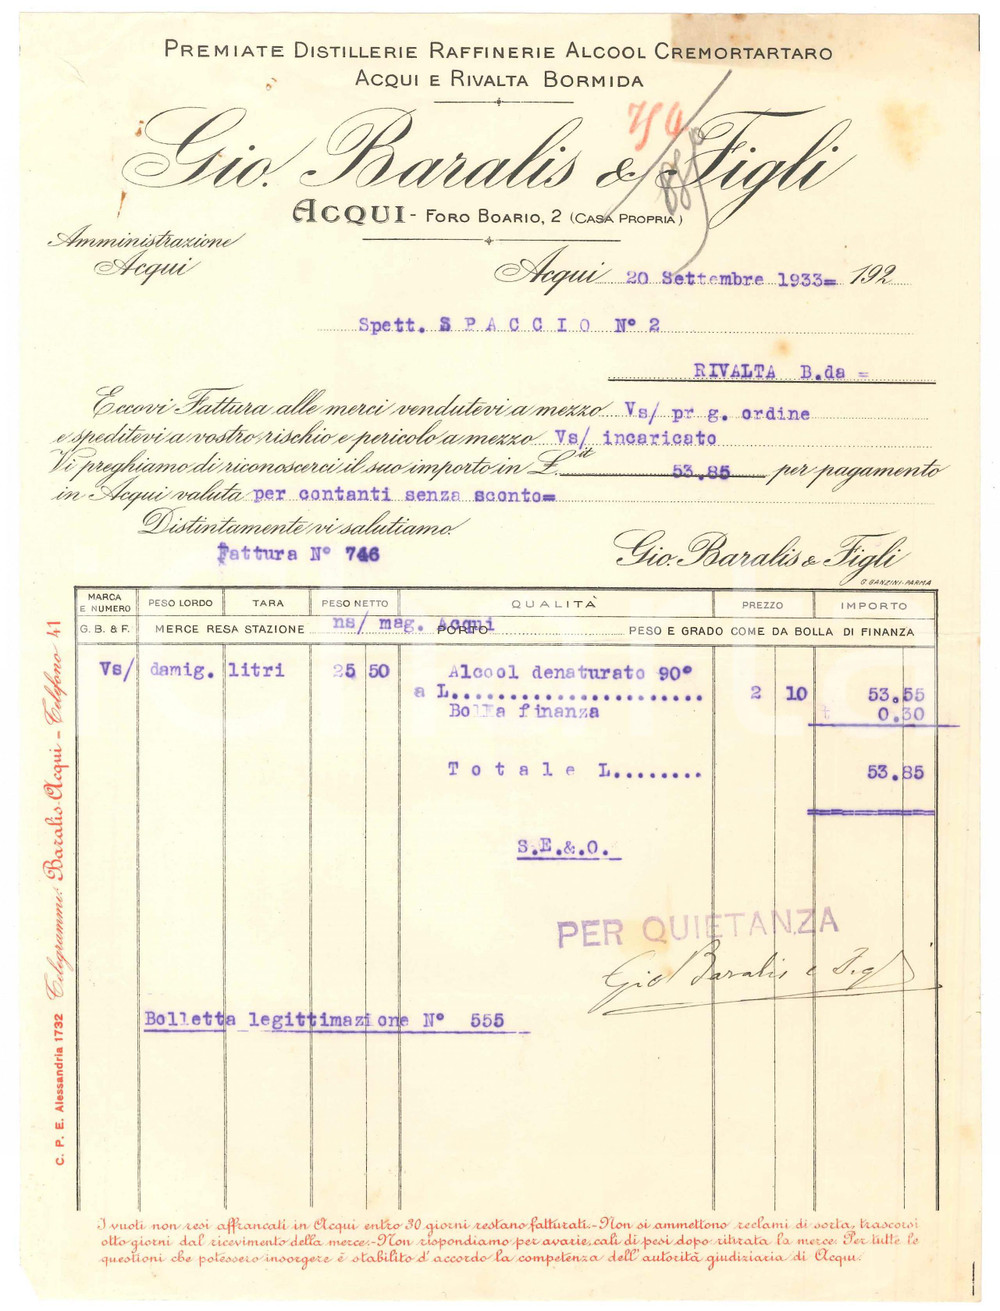 PREMIATE DISTILLERIE RAFFINERIE ALCOOL CREMORTARTARO
ACQUI E RIVALTA BORMIDA
Gio. Baralis & Figli
ACQUI - FORO BOARIO, 2 (CASA PROPRIA)
Amministrazione
Acqui
Acqui 20 Settembre 1933= 192
Spett. SPACCIO N° 2
RIVALTA B.da =
Eccovi Fattura alle merci vendutevi a mezzo Vs/ pr g. ordine
e speditevi a vostro rischio e pericolo a mezzo Vs/ incaricato
Vi preghiamo di riconoscerci il suo importo in £.it 53.85 per pagamento
in Acqui valuta per contanti senza sconto=
Distintamente vi salutiamo.
Fattura N° 746
Gio. Baralis & Figli
G. GANZINI-PARMA
MARCA E NUMERO PESO LORDO TARA PESO NETTO QUALITÀ PREZZO IMPORTO
G. B. & F. MERCE RESA STAZIONE ns/ mag. Acqui PORTO PESO E GRADO COME DA BOLLA DI FINANZA
Vs/ damig. litri 25 50 Alcool denaturato 90°
a L....................... 2 10 53.55
Bolla finanza 0.30
Totale L........ 53.85
S.E.&.O.
PER QUIETANZA
Gio Baralis e Figli
Bolletta legittimazione N° 555
C. P. E. Alessandria 1732 Telegrammi: Baralis-Acqui - Telefono 41
I vuoti non resi affrancati in Acqui entro 30 giorni restano fatturati.-Non si ammettono reclami di sorta, trascorsi
otto giorni dal ricevimento della merce.-Non rispondiamo per avarie, cali di pesi dopo ritirata la merce. Per tutte le
questioni che potessero insorgere è stabilito d'accordo la competenza dell'autorità giudiziaria di Acqui.